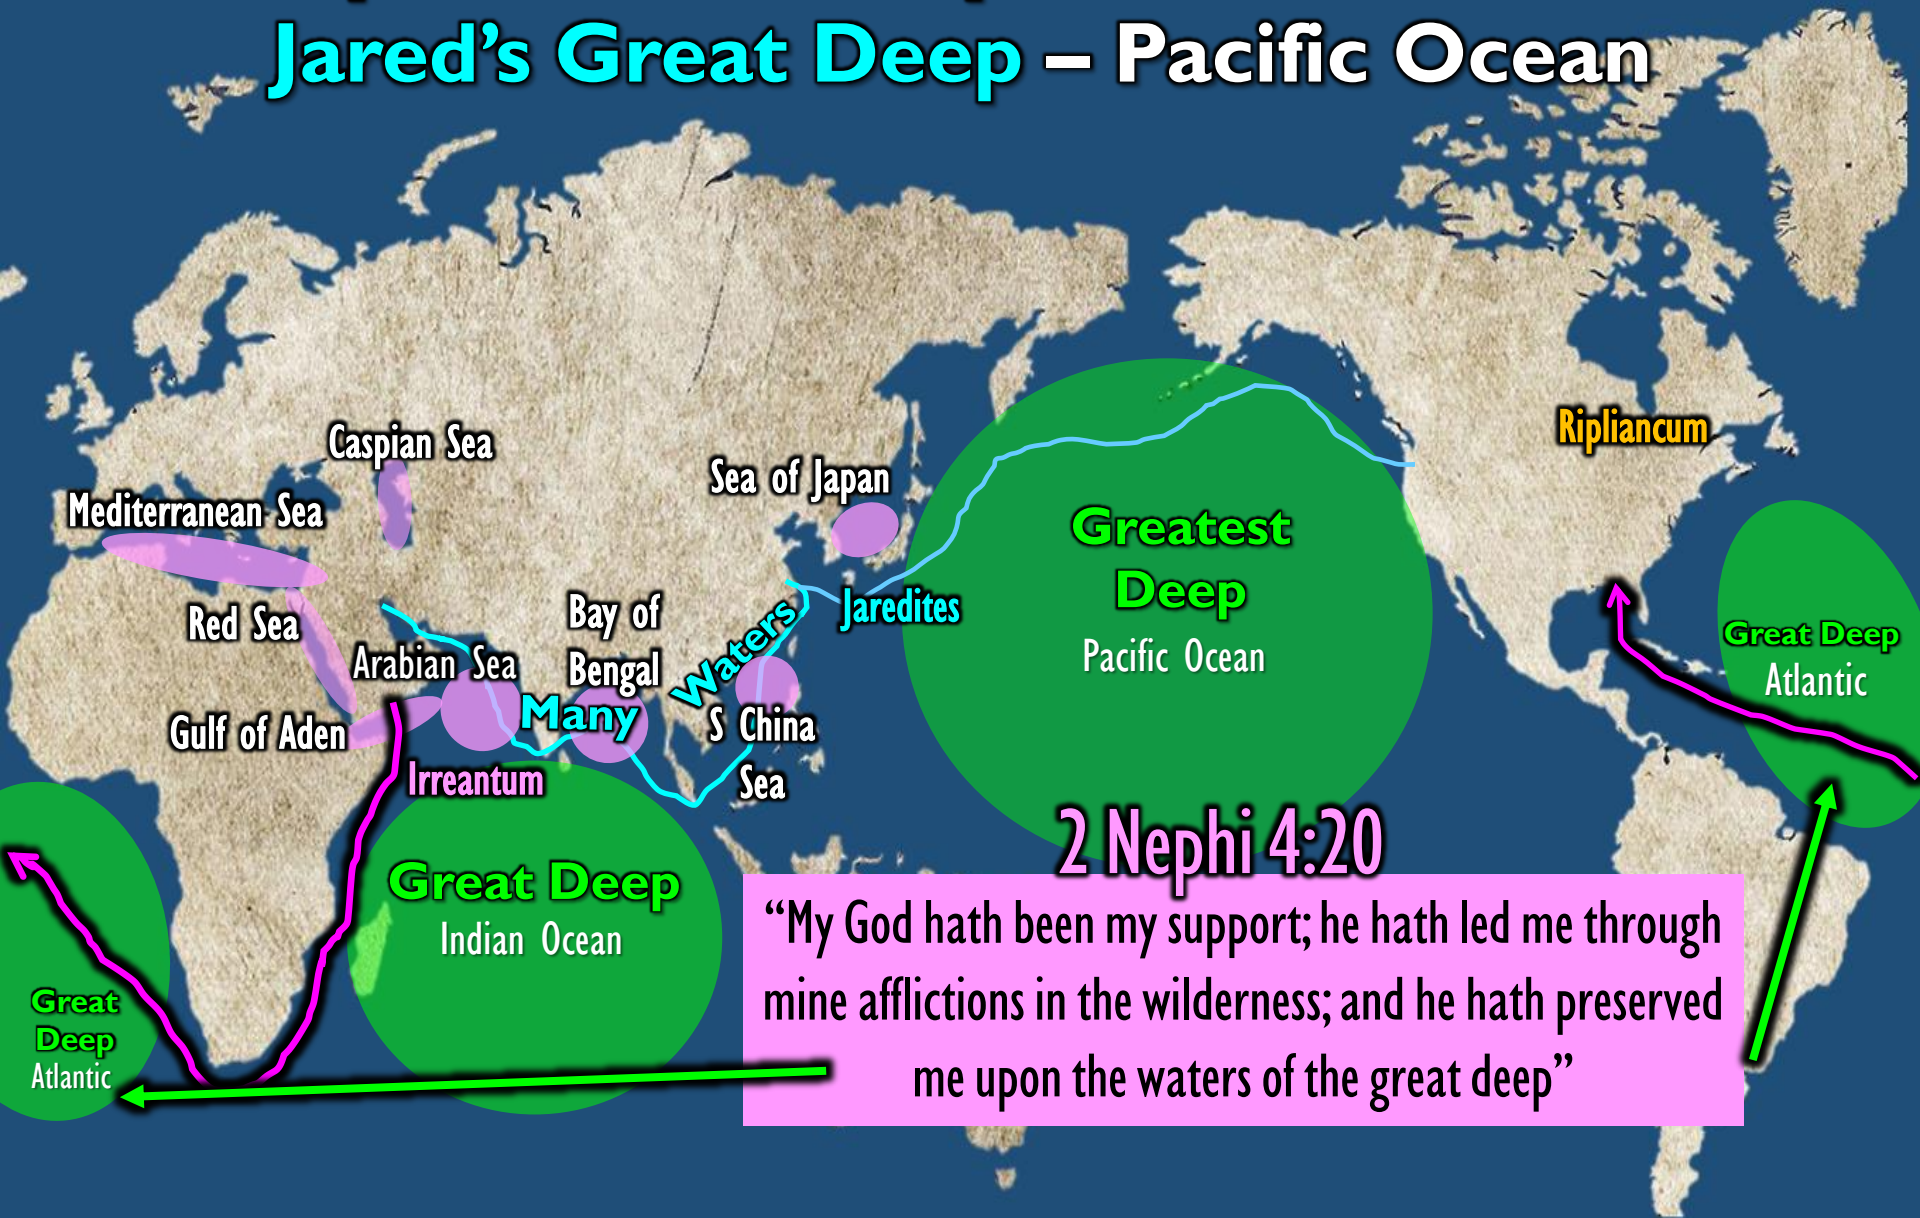 Jared's Great Deep – Pacific Ocean
Caspian Sea
Sea of Japan
Ripliancum
Mediterranean Sea
Greatest
Deep
Pacific Ocean
Red Sea
Bay of
Bengal
Jaredites
Great Deep
Atlantic
Arabian Sea
Many
Waters
Gulf of Aden
S China
Sea
Irreantum
Great Deep
Indian Ocean
Great
Deep
Atlantic
2 Nephi 4:20
“My God hath been my support; he hath led me through
mine afflictions in the wilderness; and he hath preserved
me upon the waters of the great deep”